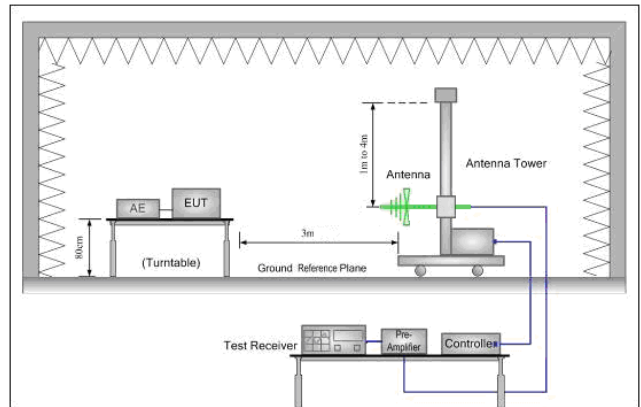 1m to 4m
Antenna
Antenna Tower
AE
EUT
80cm
(Turntable)
3m
Ground Reference Plane
Test Receiver
Pre-
Amplifier
Controller